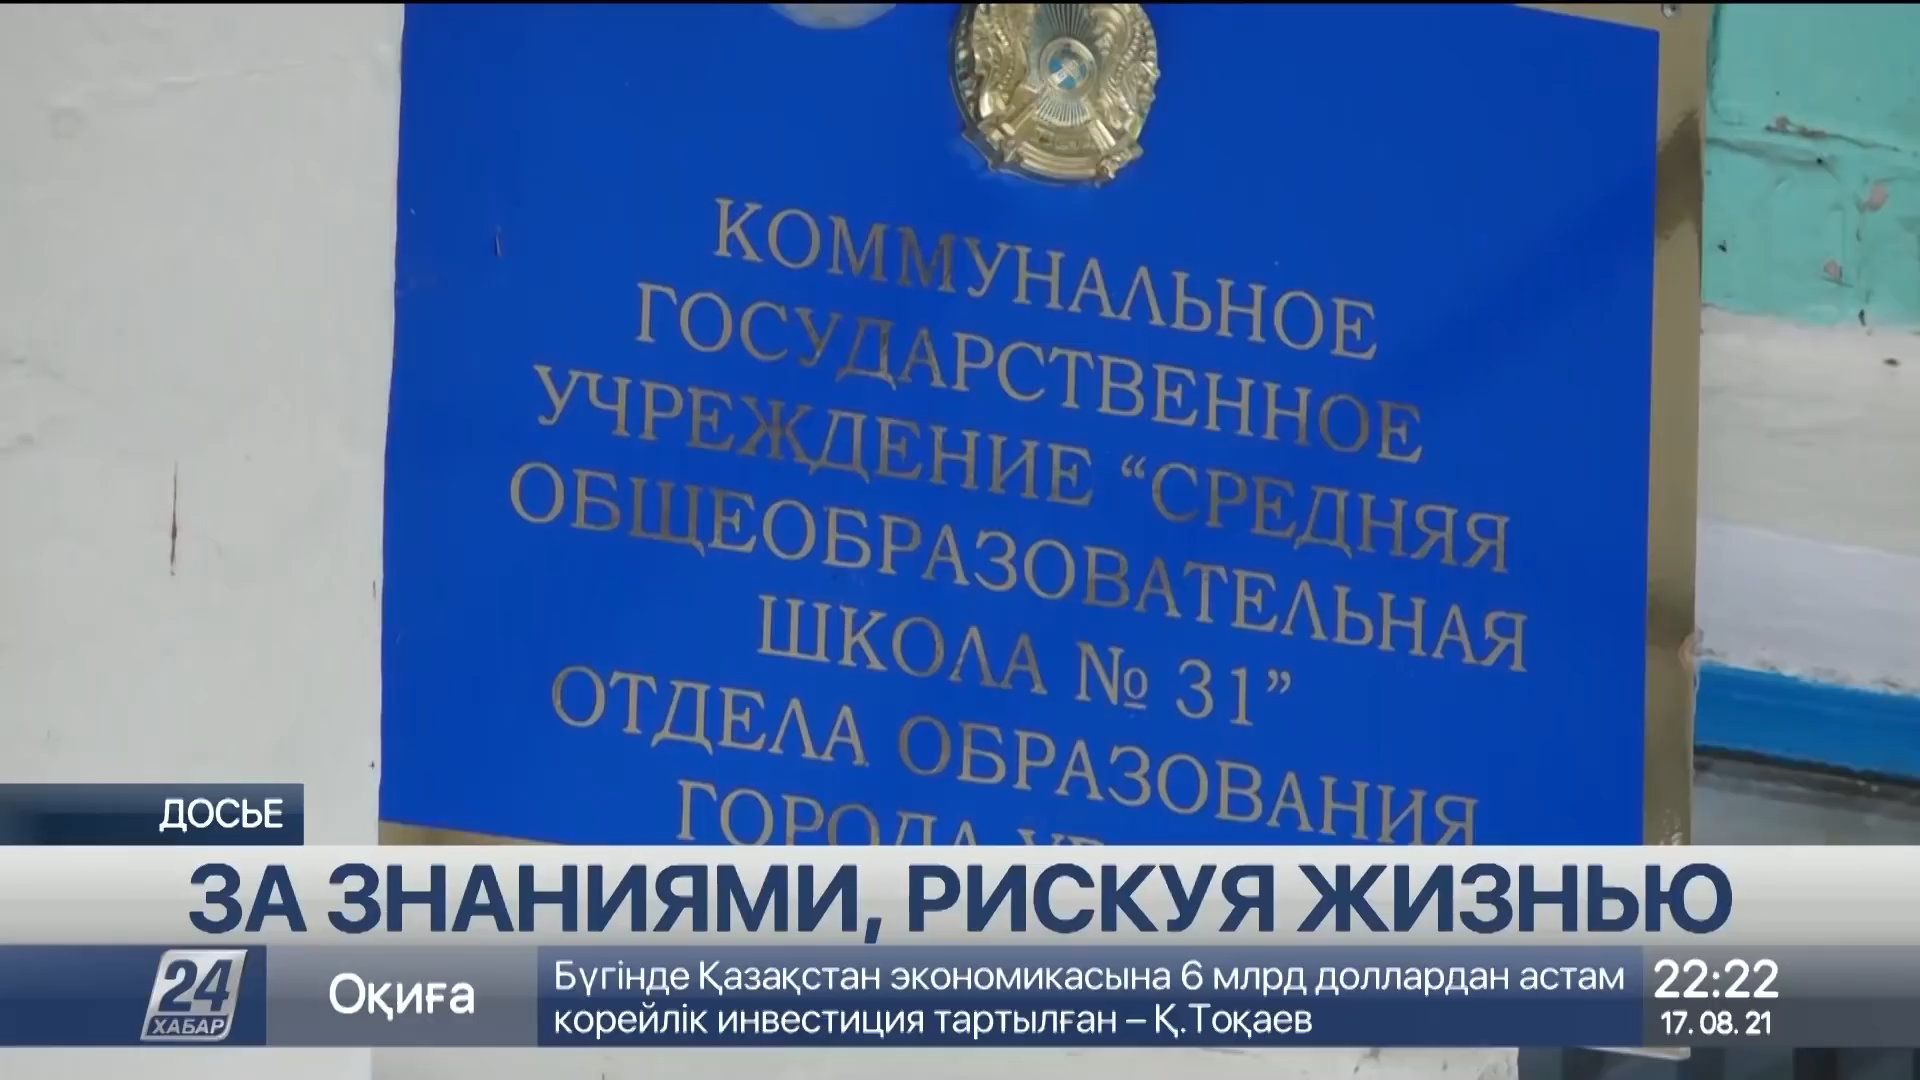 КОММУНАЛЬНОЕ
ГОСУДАРСТВЕННОЕ
УЧРЕЖДЕНИЕ “СРЕДНЯЯ
ОБЩЕОБРАЗОВАТЕЛЬНАЯ
ШКОЛА № 31”
ОТДЕЛА ОБРАЗОВАНИЯ
ГОРОДА
ДОСЬЕ
ЗА ЗНАНИЯМИ, РИСКУЯ ЖИЗНЬЮ
24
ХАБАР
Оқиға
Бүгінде Қазақстан экономикасына 6 млрд доллардан астам
корейлік инвестиция тартылған – Қ.Тоқаев
22:22
17. 08. 21